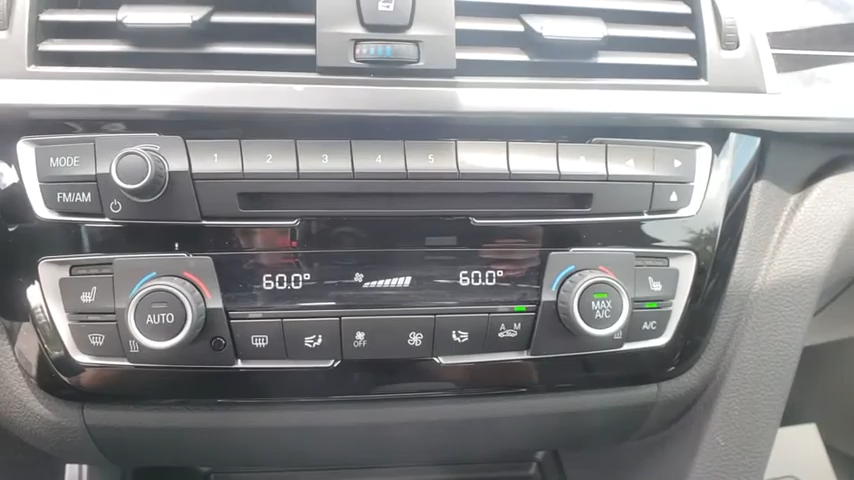 MODE 1 2 3 4 5
FM/AM
60.0° 60.0°
AUTO MAX A/C
OFF A M A/C